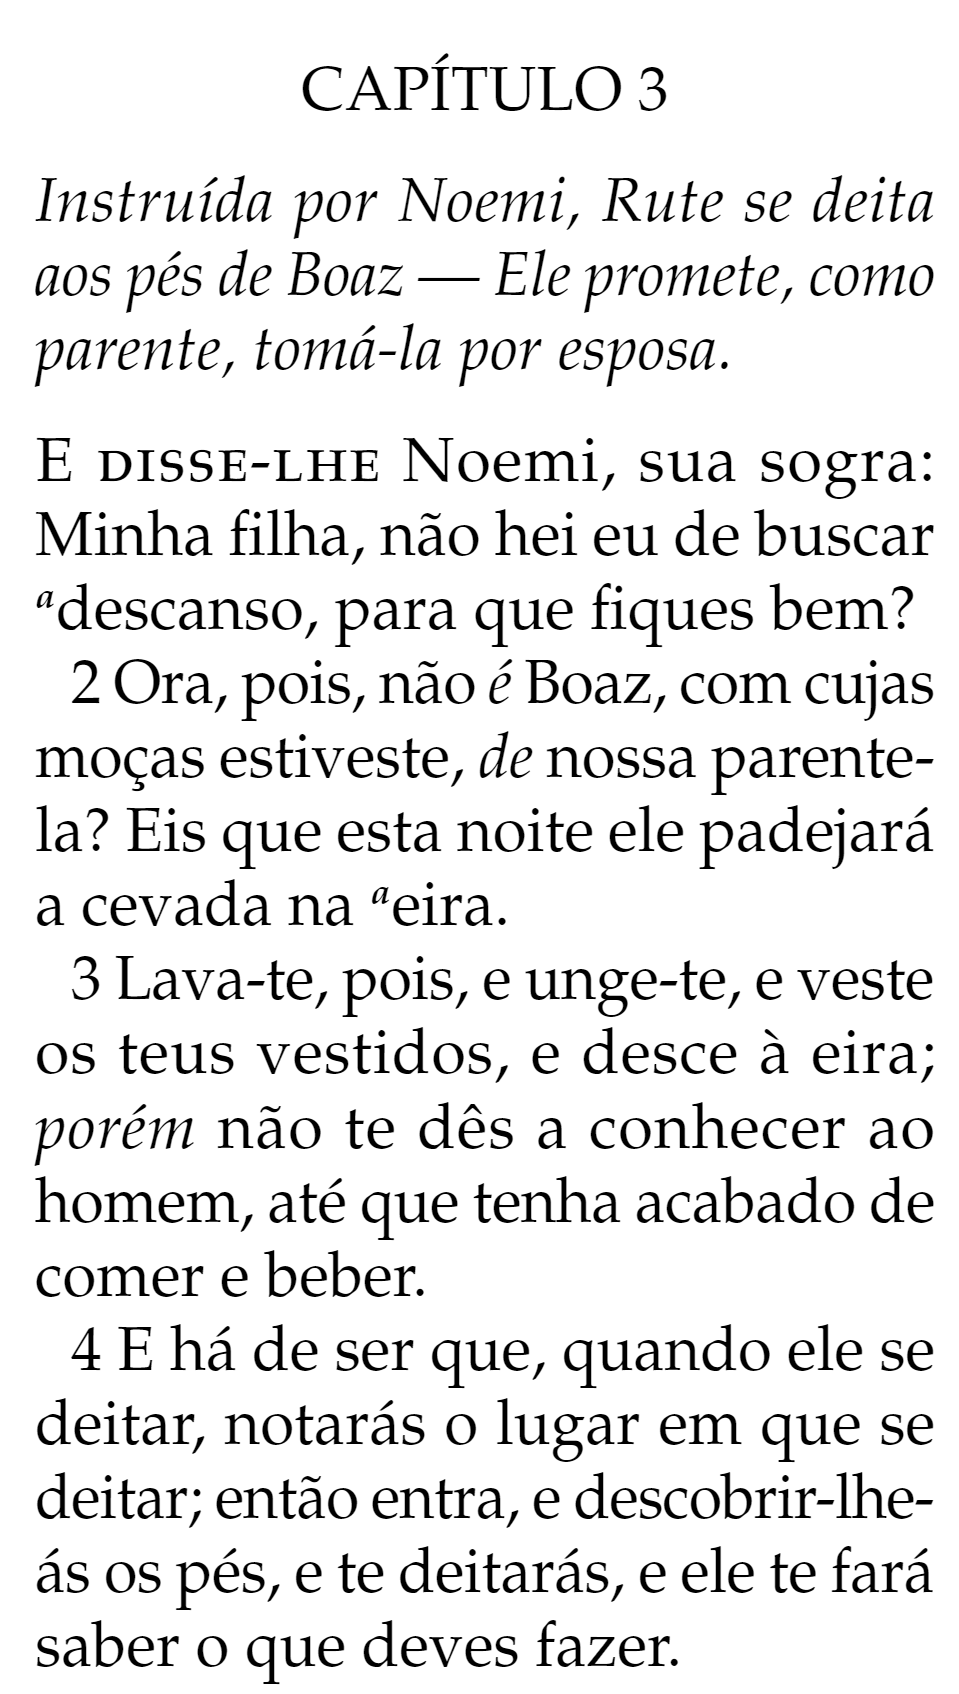 CAPÍTULO 3
Instruída por Noemi, Rute se deita
aos pés de Boaz — Ele promete, como
parente, tomá-la por esposa.
E DISSE-LHE Noemi, sua sogra:
Minha filha, não hei eu de buscar
ᵃdescanso, para que fiques bem?
2 Ora, pois, não é Boaz, com cujas
moças estiveste, de nossa parente-
la? Eis que esta noite ele padejará
a cevada na ᵃeira.
3 Lava-te, pois, e unge-te, e veste
os teus vestidos, e desce à eira;
porém não te dês a conhecer ao
homem, até que tenha acabado de
comer e beber.
4 E há de ser que, quando ele se
deitar, notarás o lugar em que se
deitar; então entra, e descobrir-lhe-
ás os pés, e te deitarás, e ele te fará
saber o que deves fazer.